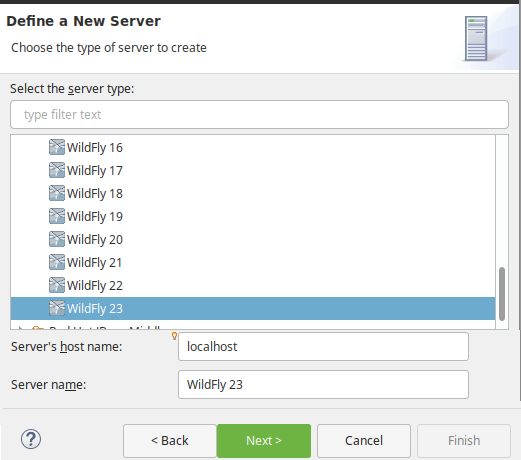 Define a New Server
Choose the type of server to create
Select the server type:
type filter text
WildFly 16
WildFly 17
WildFly 18
WildFly 19
WildFly 20
WildFly 21
WildFly 22
WildFly 23
Server's host name:
localhost
Server name:
WildFly 23
?
< Back
Next >
Cancel
Finish